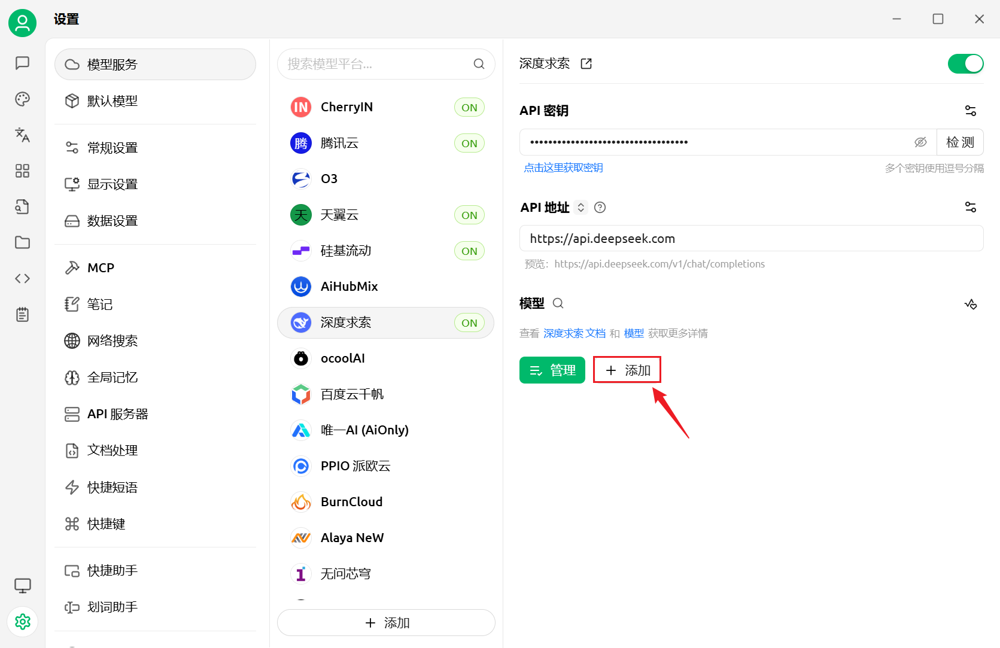 设置
模型服务
默认模型
常规设置
显示设置
数据设置
MCP
笔记
网络搜索
全局记忆
API 服务器
文档处理
快捷短语
快捷键
快捷助手
划词助手
搜索模型平台...
IN CherryIN ON
腾 腾讯云 ON
O3
天 天翼云 ON
硅基流动 ON
AiHubMix
深度求索 ON
ocoolAI
百度云千帆
唯一AI (AiOnly)
PPIO 派欧云
BurnCloud
Alaya NeW
无问芯穹
添加
深度求索
API 密钥
••••••••••••••••••••••••••••••••••• 检 测
点击这里获取密钥 多个密钥使用逗号分隔
API 地址
https://api.deepseek.com
预览：https://api.deepseek.com/v1/chat/completions
模型
查看 深度求索 文档 和 模型 获取更多详情
管理 添加